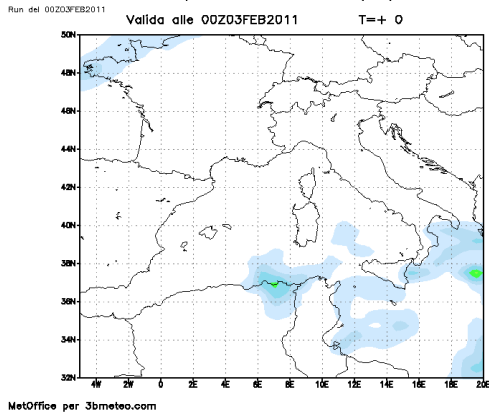 Run del 00Z03FEB2011
Valida alle 00Z03FEB2011 T=+ 0
50N
48N
46N
44N
42N
40N
38N
36N
34N
32N
4W 2W 0 2E 4E 6E 8E 10E 12E 14E 16E 18E 20E
MetOffice per 3bmeteo.com